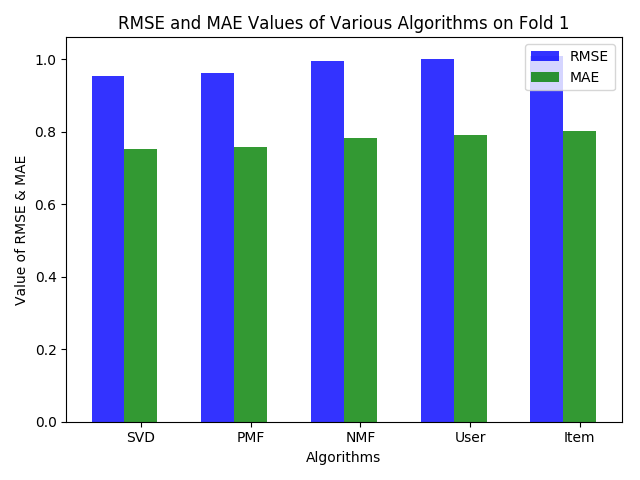 RMSE and MAE Values of Various Algorithms on Fold 1
RMSE
MAE
1.0
0.8
0.6
0.4
0.2
0.0
Value of RMSE & MAE
SVD PMF NMF User Item
Algorithms